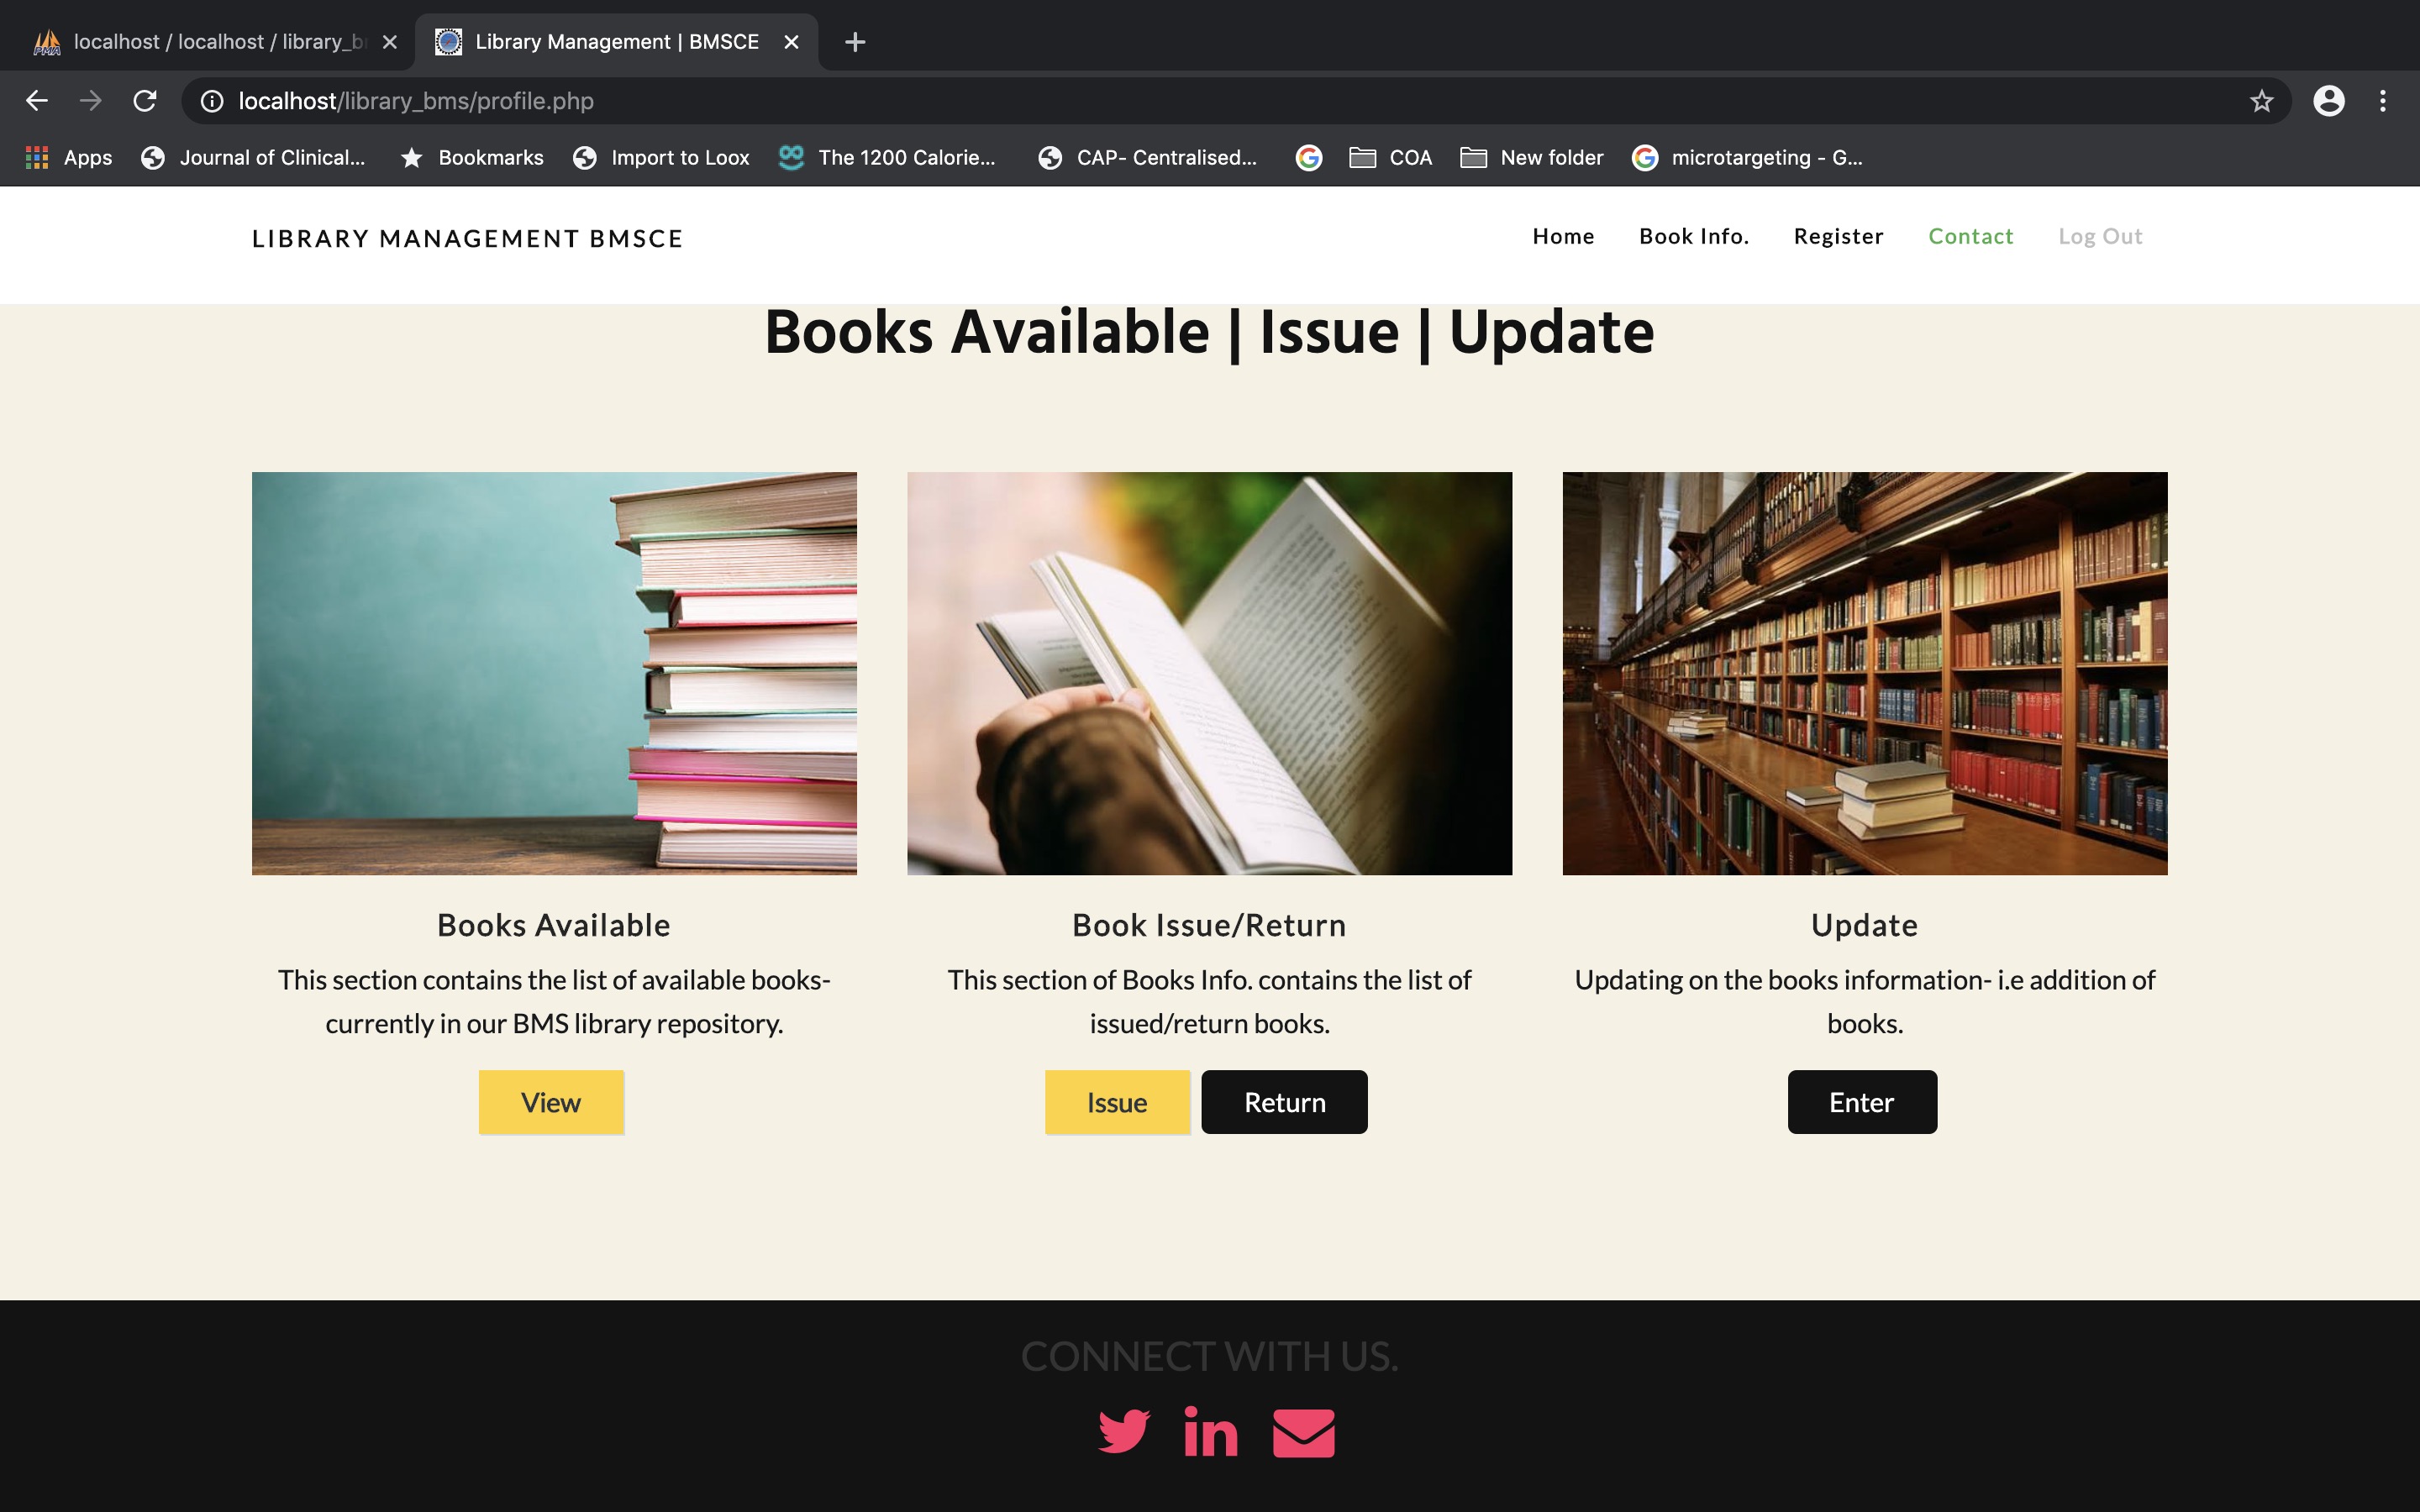 localhost / localhost / library_b
Library Management | BMSCE
localhost/library_bms/profile.php
Apps
Journal of Clinical...
Bookmarks
Import to Loox
The 1200 Calorie...
CAP- Centralised...
COA
New folder
microtargeting - G...
LIBRARY MANAGEMENT BMSCE
Home
Book Info.
Register
Contact
Log Out
Books Available | Issue | Update
Books Available
This section contains the list of available books-
currently in our BMS library repository.
View
Book Issue/Return
This section of Books Info. contains the list of
issued/return books.
Issue
Return
Update
Updating on the books information- i.e addition of
books.
Enter
CONNECT WITH US.